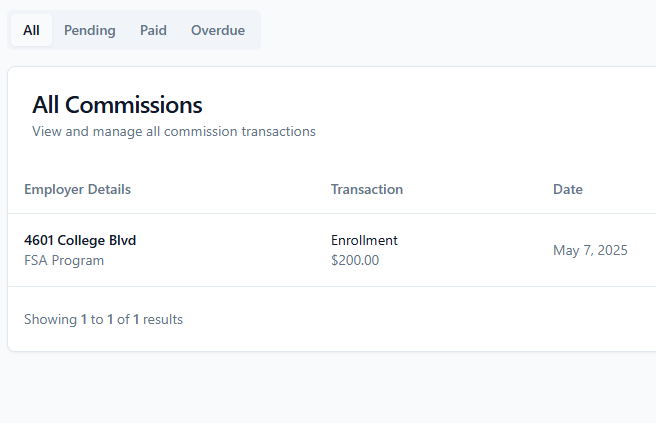 All Pending Paid Overdue
All Commissions
View and manage all commission transactions
Employer Details Transaction Date
4601 College Blvd Enrollment
FSA Program $200.00 May 7, 2025
Showing 1 to 1 of 1 results